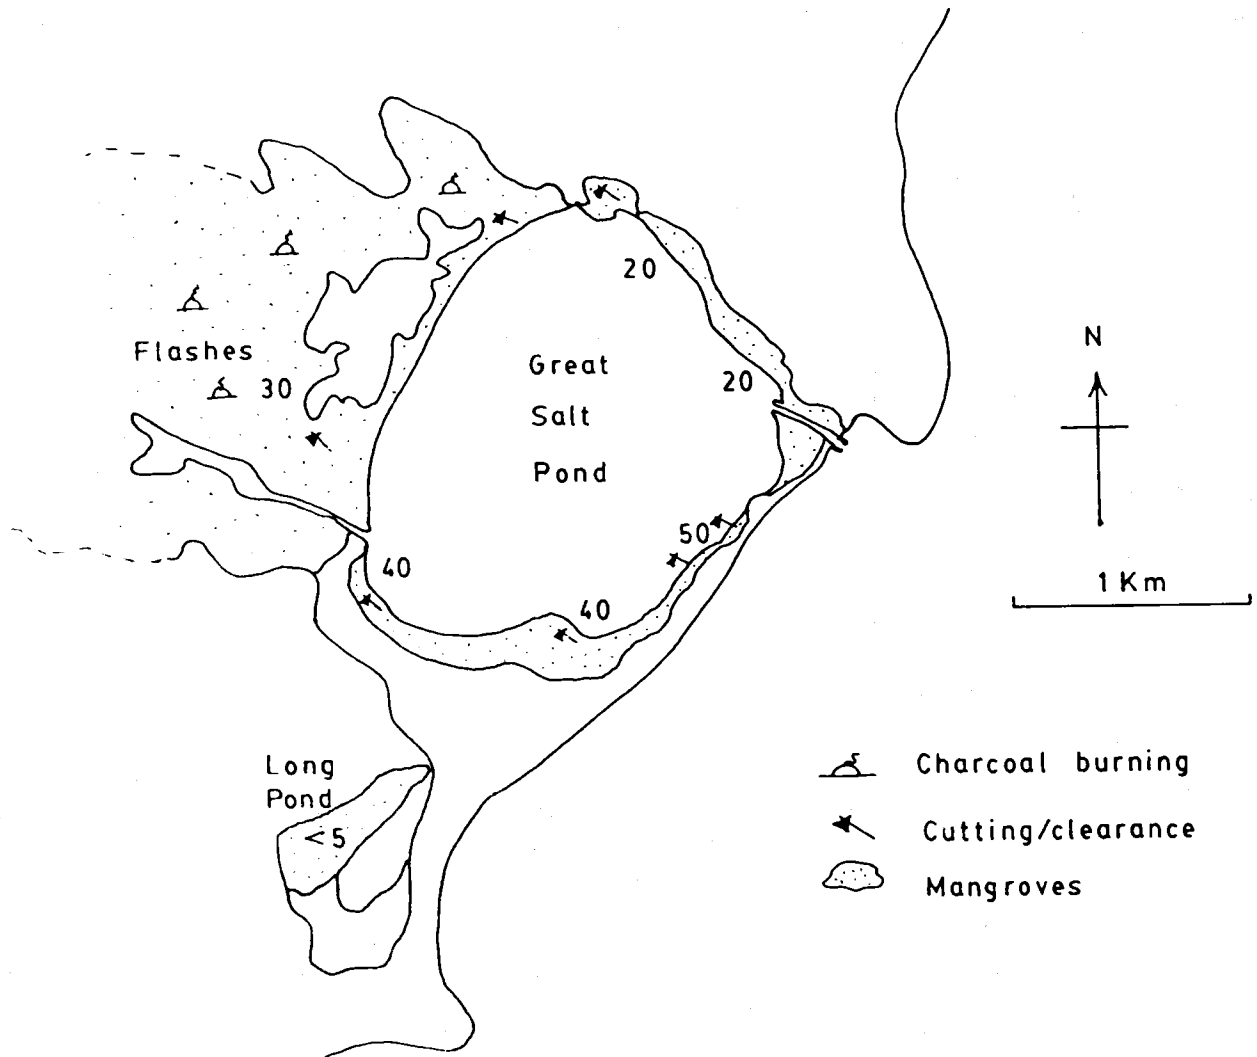 20
Flashes
30
Great
Salt
Pond
20
N
50
40
40
1 Km
Long
Pond
<5
Charcoal burning
Cutting/clearance
Mangroves